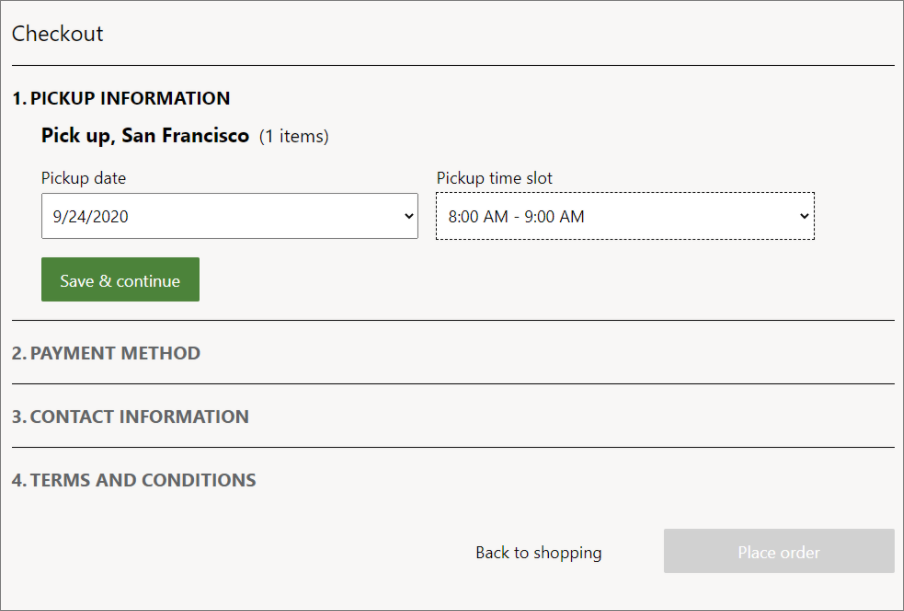 Checkout
1. PICKUP INFORMATION
Pick up, San Francisco (1 items)
Pickup date Pickup time slot
9/24/2020 8:00 AM - 9:00 AM
Save & continue
2. PAYMENT METHOD
3. CONTACT INFORMATION
4. TERMS AND CONDITIONS
Back to shopping Place order